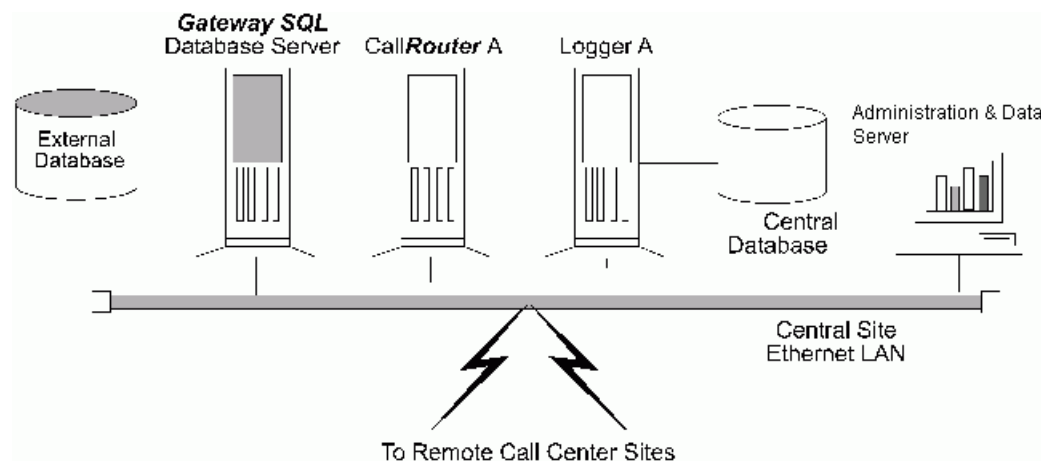 Gateway SQL
Database Server
CallRouter A
Logger A
External
Database
Administration & Data
Server
Central
Database
Central Site
Ethernet LAN
To Remote Call Center Sites